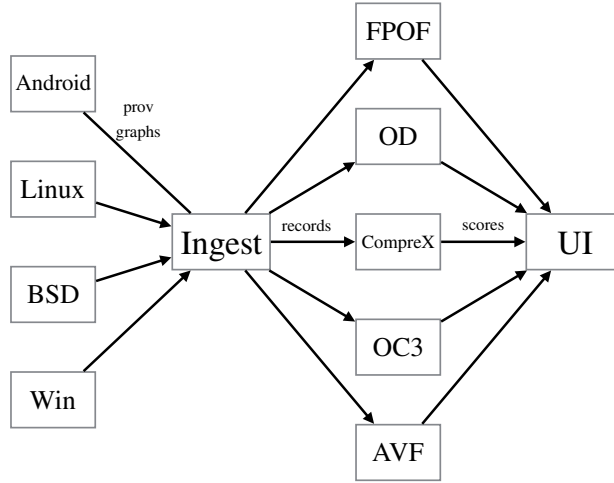 FPOF
Android
prov
graphs
OD
Linux
Ingest
records
CompreX
scores
UI
BSD
OC3
Win
AVF